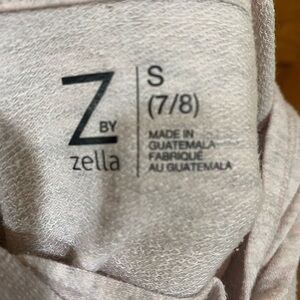 Z BY
zella
S
(7/8)
MADE IN
GUATEMALA
FABRIQUÉ
AU GUATEMALA